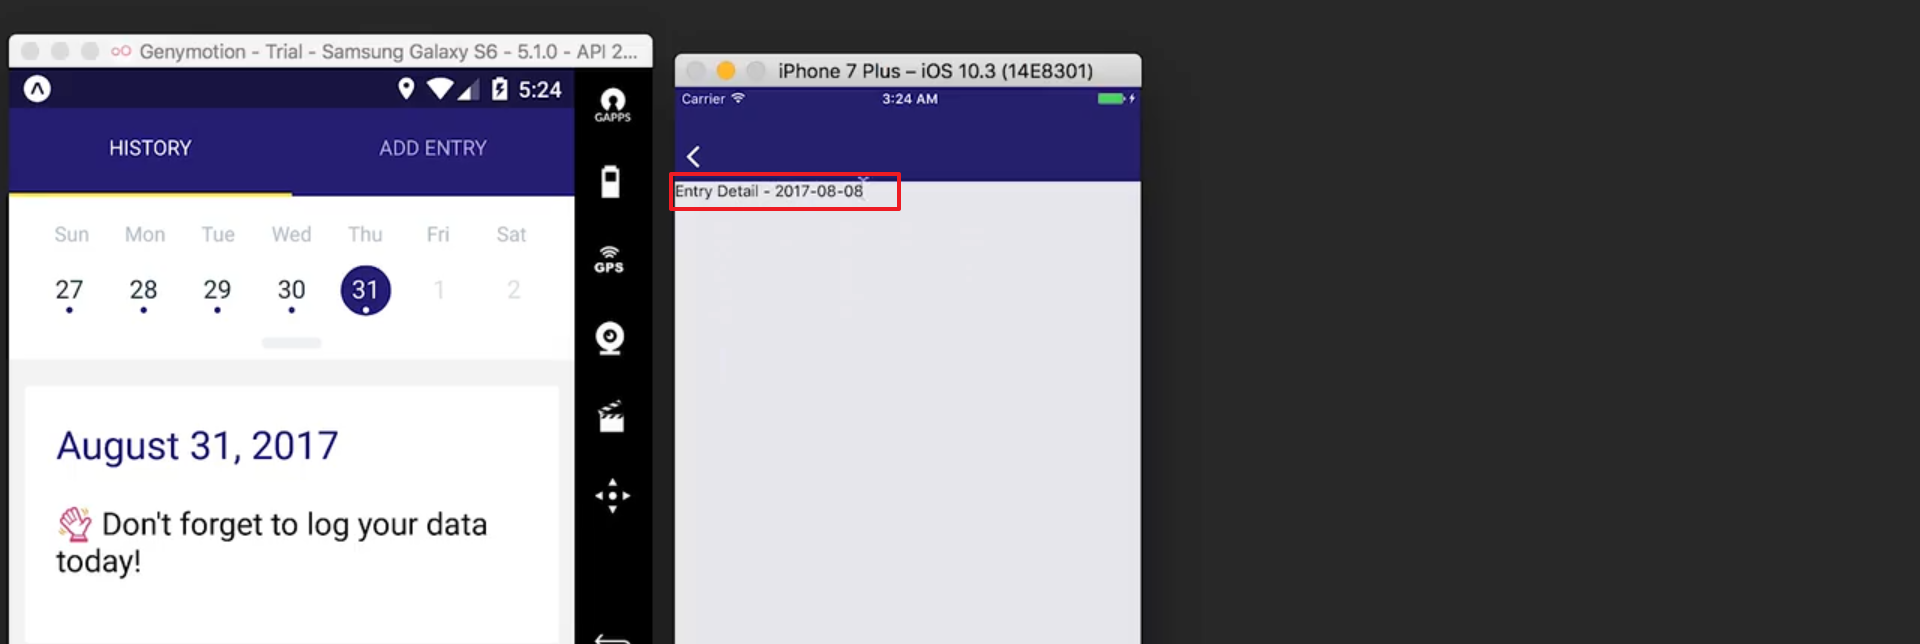 Genymotion - Trial - Samsung Galaxy S6 - 5.1.0 - API 2...
5:24
HISTORY
ADD ENTRY
Sun Mon Tue Wed Thu Fri Sat
27 28 29 30 31 1 2
August 31, 2017
Don't forget to log your data
today!
GAPPS
GPS
iPhone 7 Plus – iOS 10.3 (14E8301)
Carrier
3:24 AM
Entry Detail - 2017-08-08